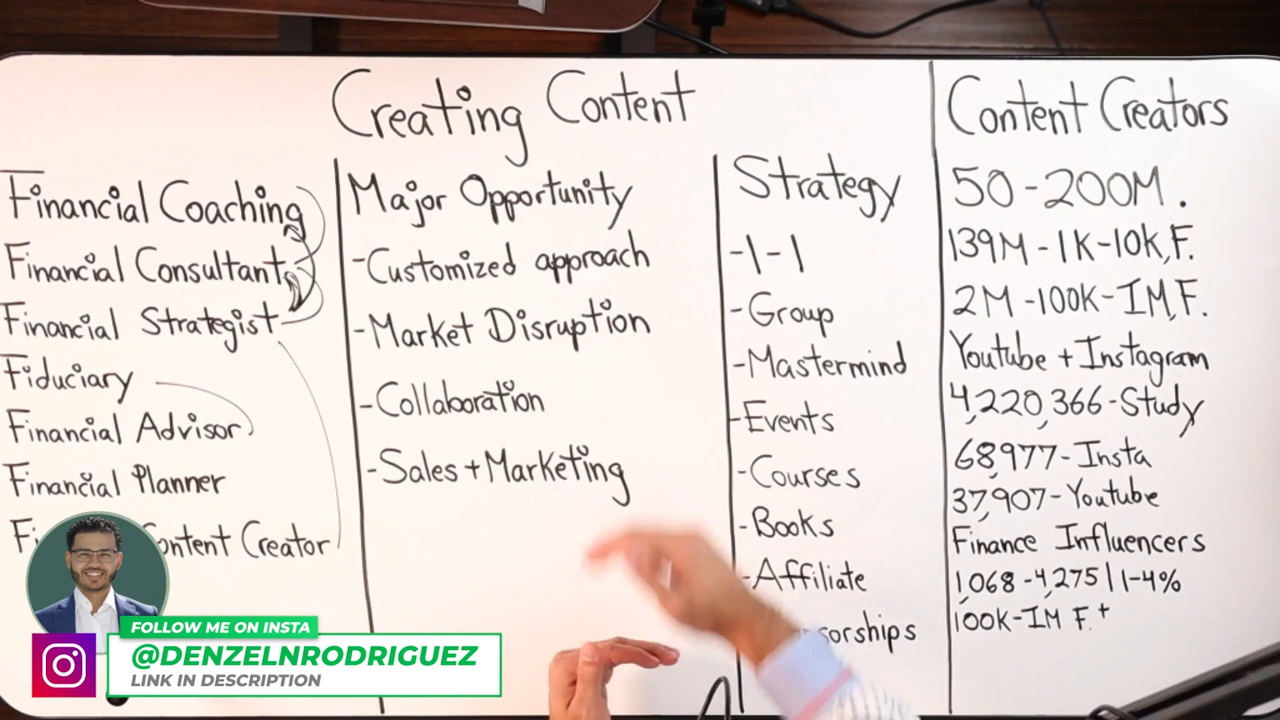 Creating Content
Financial Coaching
Financial Consultant
Financial Strategist
Fiduciary
Financial Advisor
Financial Planner
Content Creator
Major Opportunity
-Customized approach
-Market Disruption
-Collaboration
-Sales + Marketing
Strategy
-1-1
-Group
-Mastermind
-Events
-Courses
-Books
-Affiliate
Content Creators
50-200M.
139M-1K-10K,F.
2M-100K-1M,F.
Youtube + Instagram
4,220,366-Study
68,977-Insta
37,907-Youtube
Finance Influencers
1,068-4,275|1-4%
100K-1M F.+
FOLLOW ME ON INSTA
@DENZELNRODRIGUEZ
LINK IN DESCRIPTION